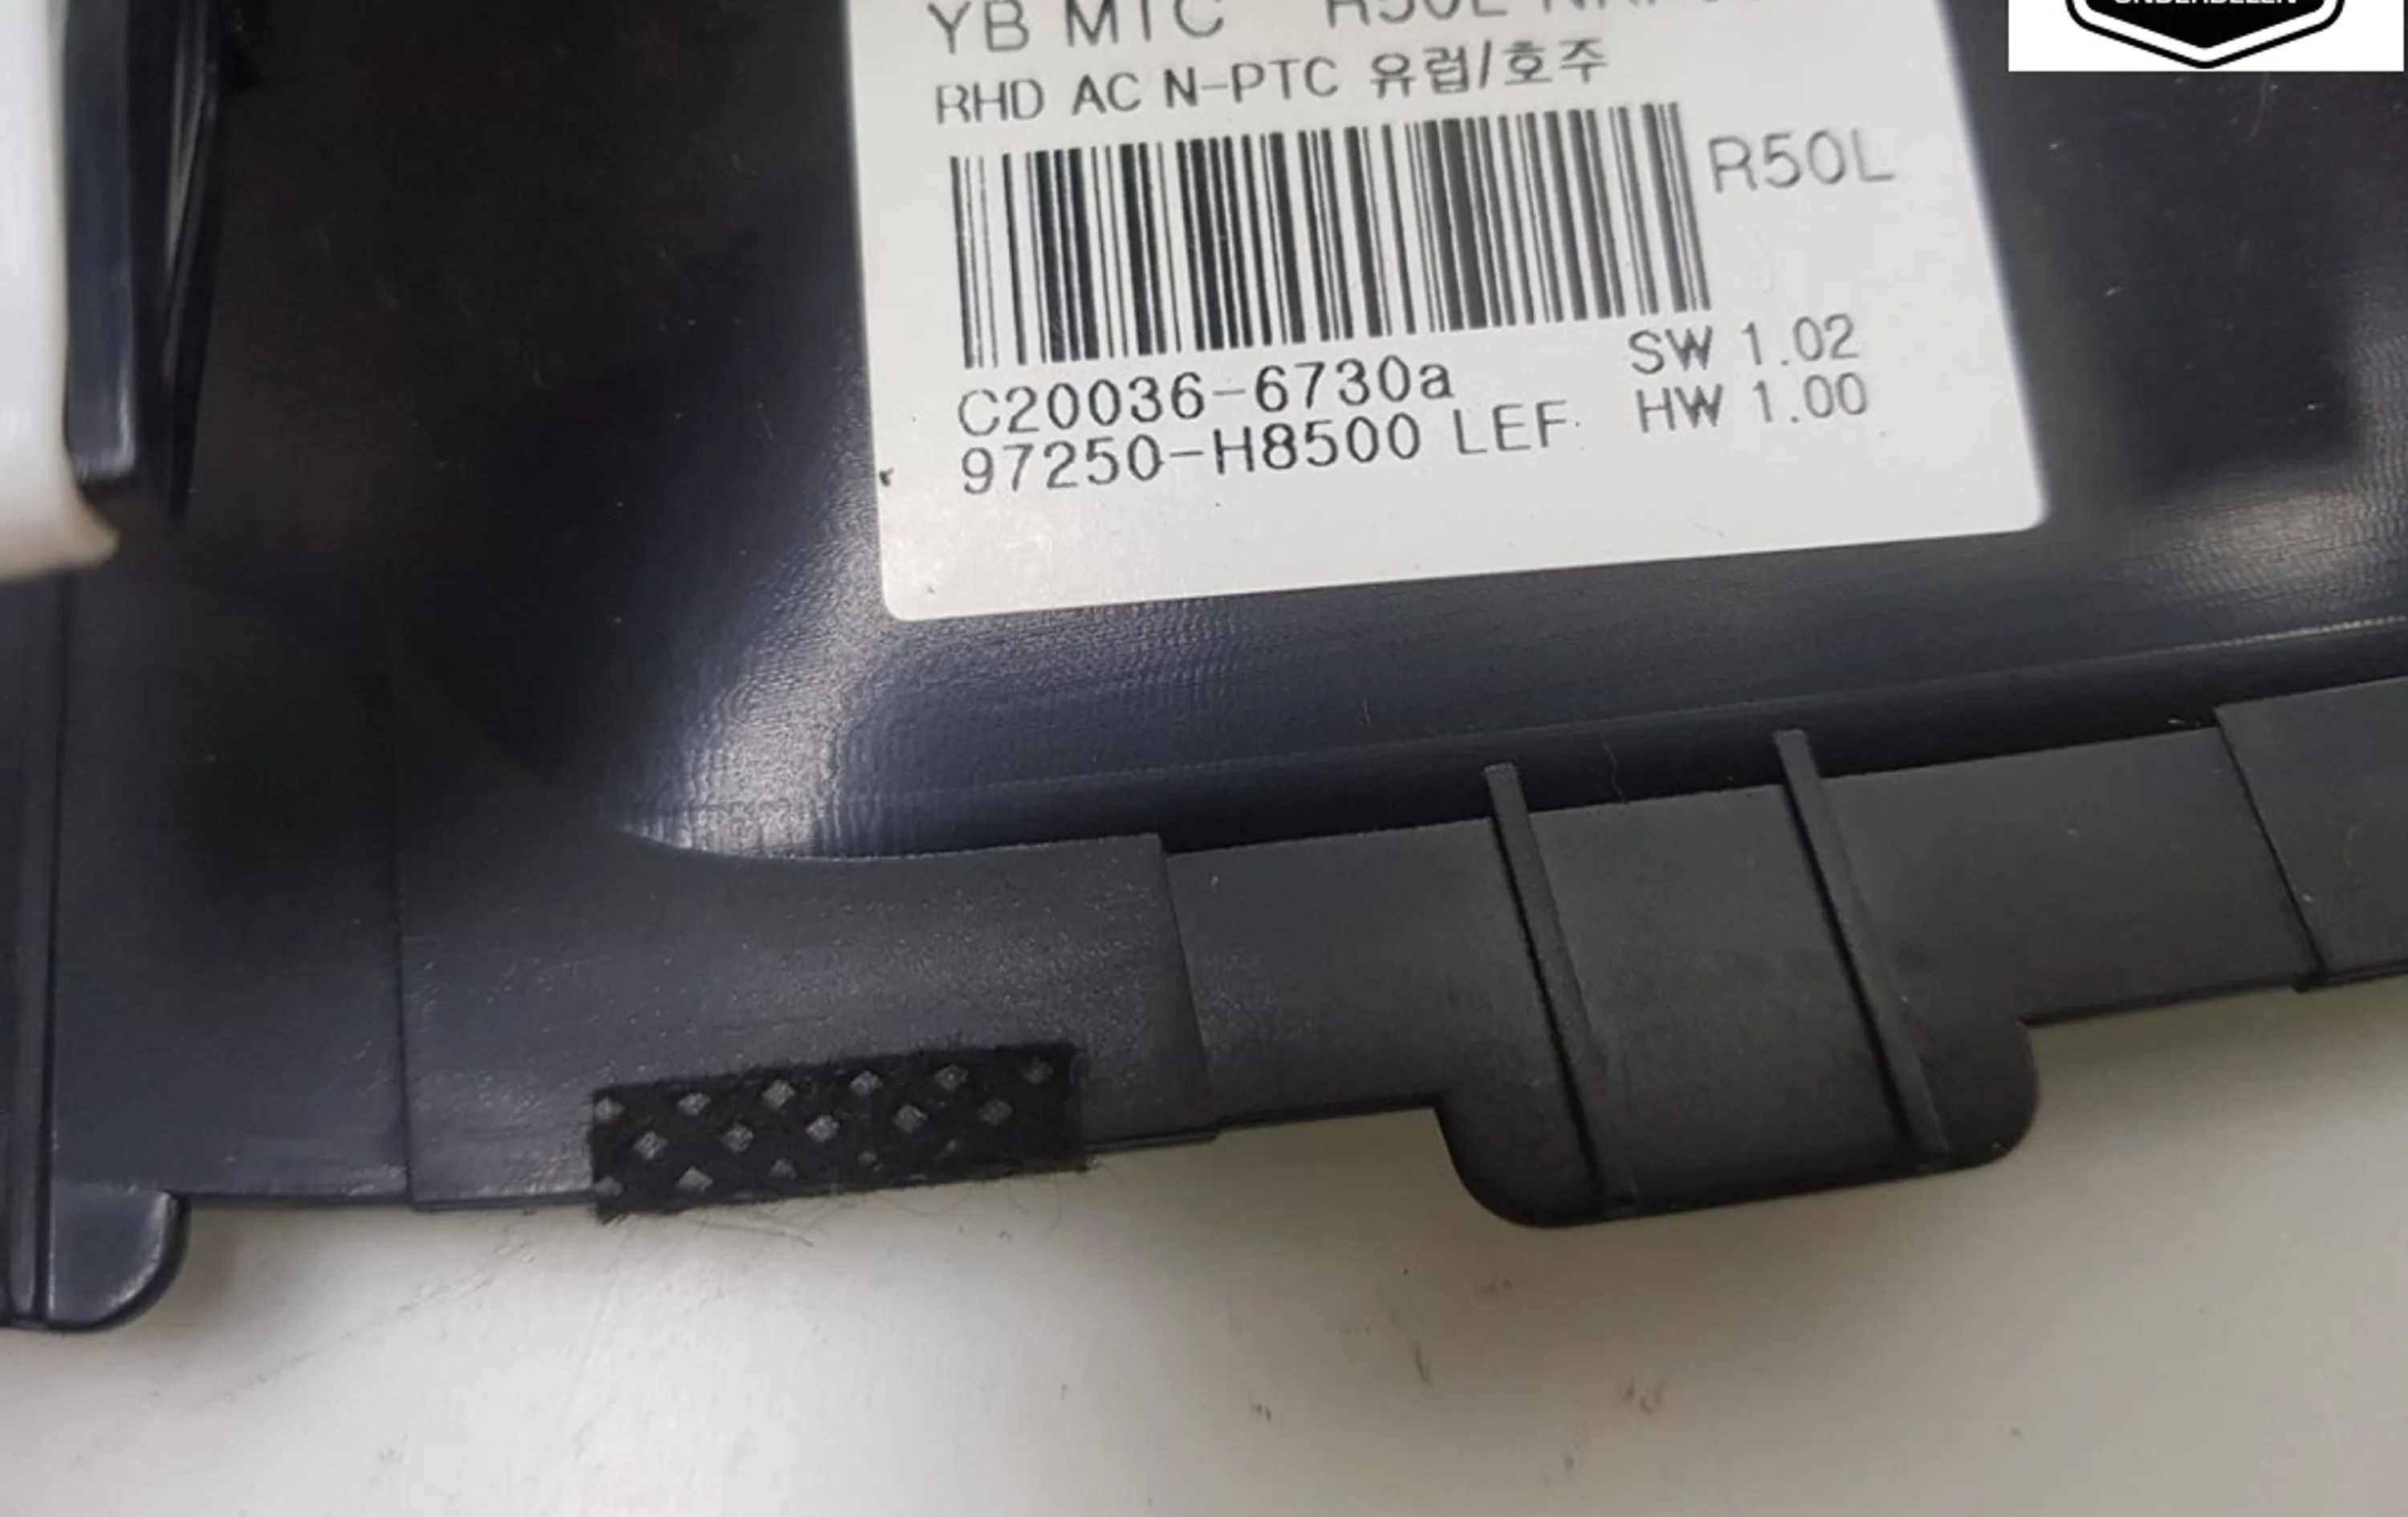 YB MTC R50L
RHD AC N-PTC 유럽/호주
R50L
C20036-6730a SW 1.02
97250-H8500 LEF HW 1.00